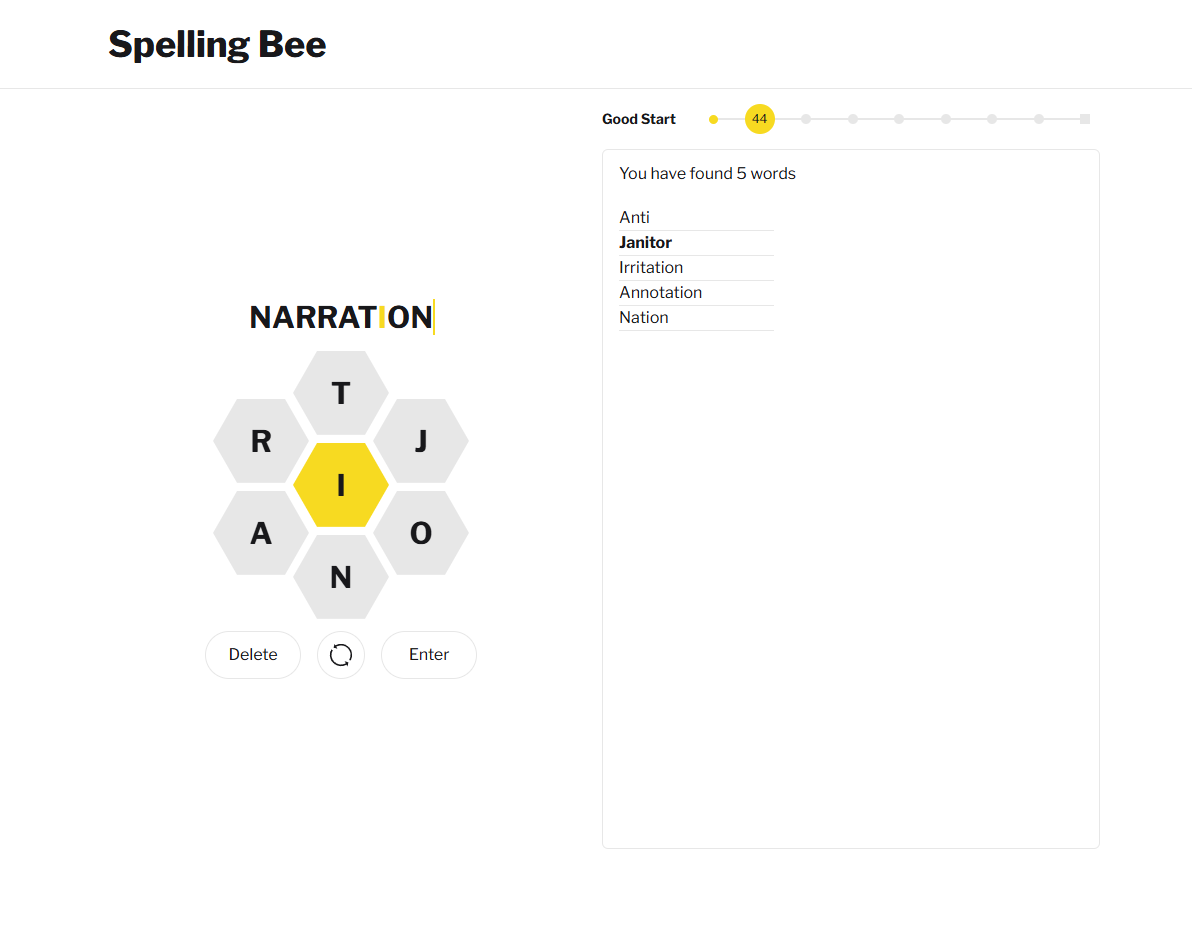 Spelling Bee
Good Start
44
You have found 5 words
Anti
Janitor
Irritation
Annotation
Nation
NARRATION
T
R
J
I
A
O
N
Delete
Enter